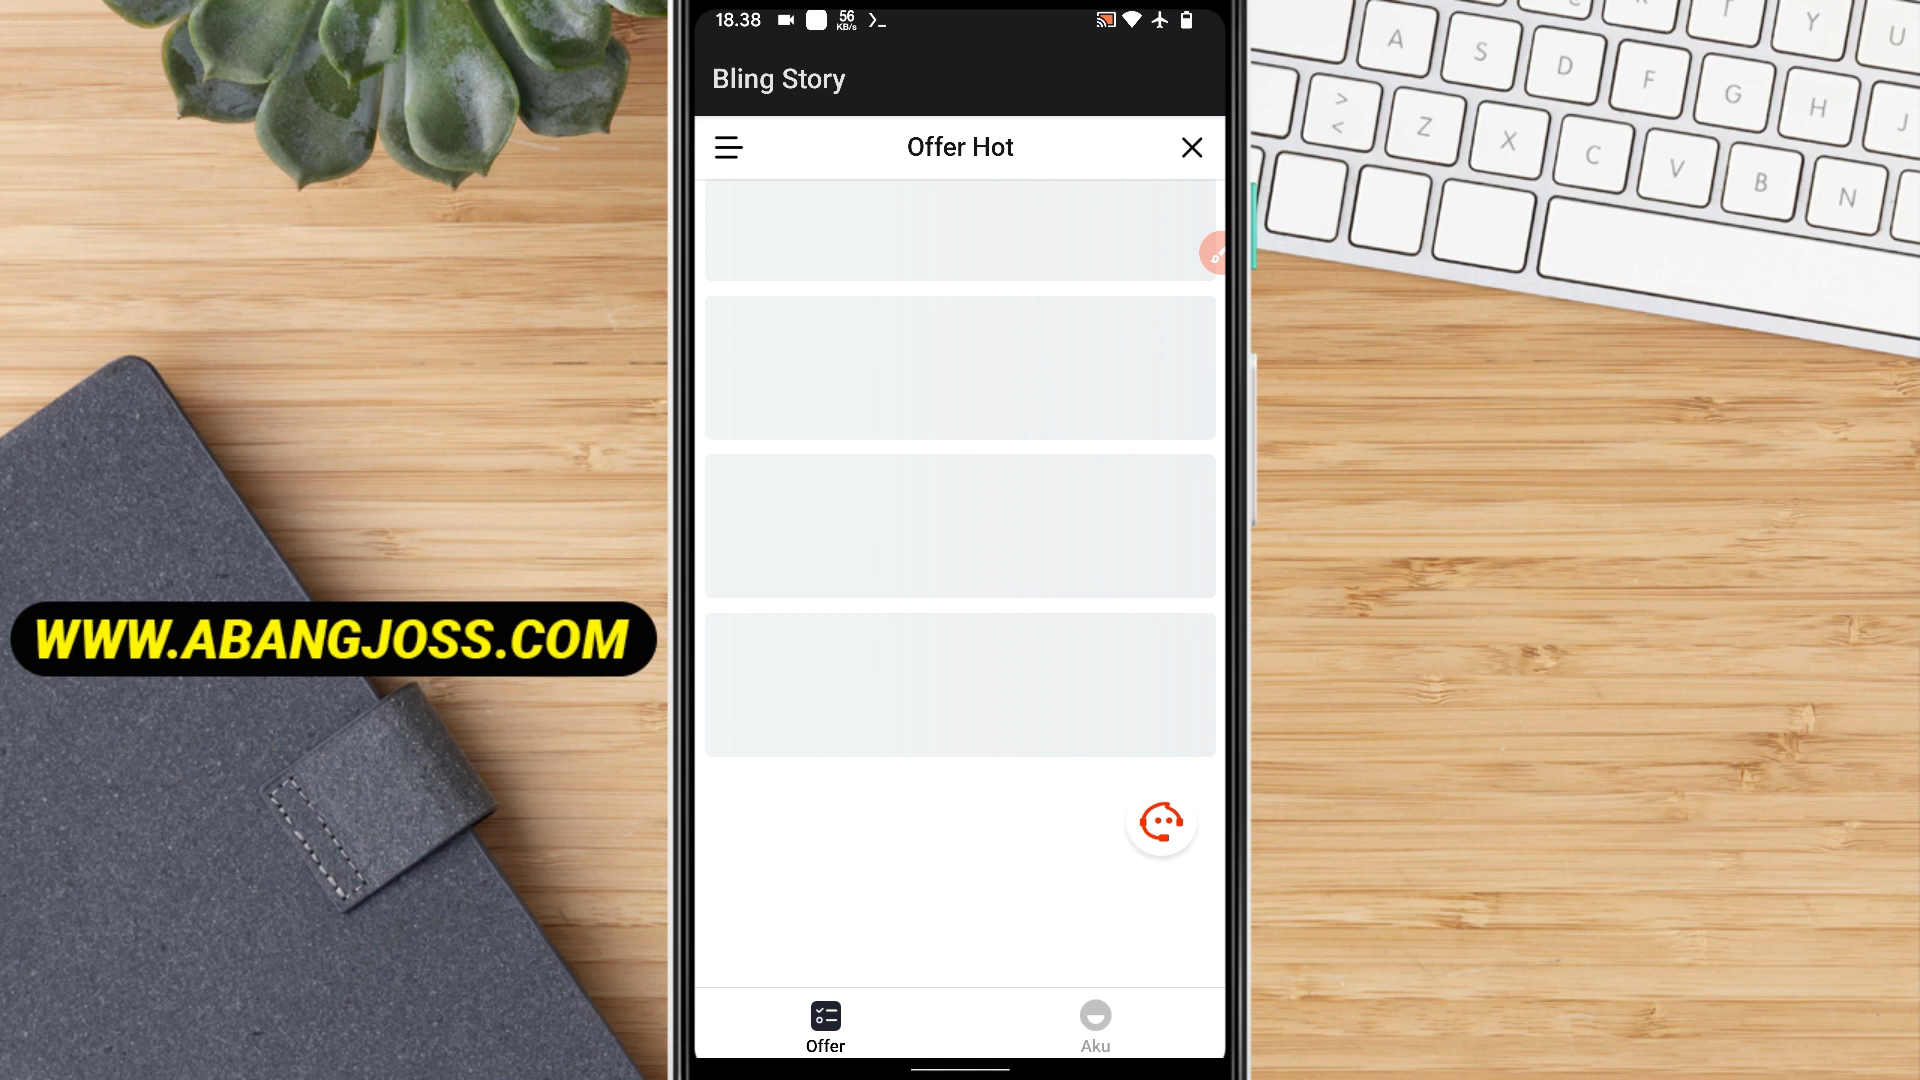 18.38
56
KB/s
Bling Story
Offer Hot
WWW.ABANGJOSS.COM
Offer
Aku
A
S
D
F
G
H
J
T
Y
U
>
<
Z
X
C
V
B
N